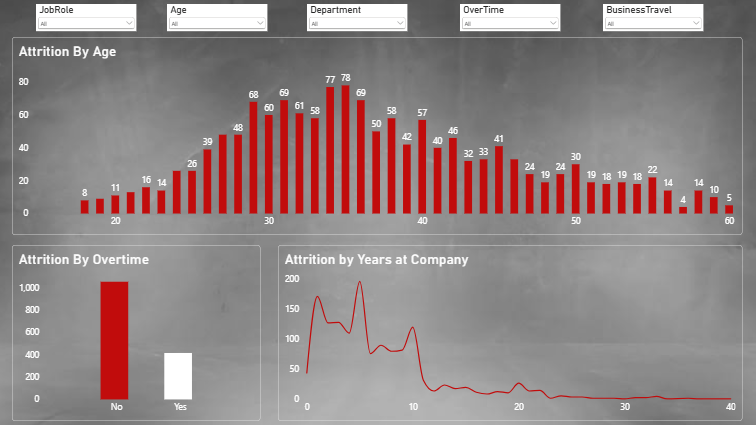 JobRole Age Department OverTime BusinessTravel
All All All All All
Attrition By Age
80
60
40
20
0
8 11 16 14 26 39 48 68 60 69 61 58 77 78 69 50 58 42 57 40 46 32 33 41 24 19 24 30 19 18 19 18 22 14 4 14 10 5
20 30 40 50 60
Attrition By Overtime
1,000
800
600
400
200
0
No Yes
Attrition by Years at Company
200
150
100
50
0
0 10 20 30 40